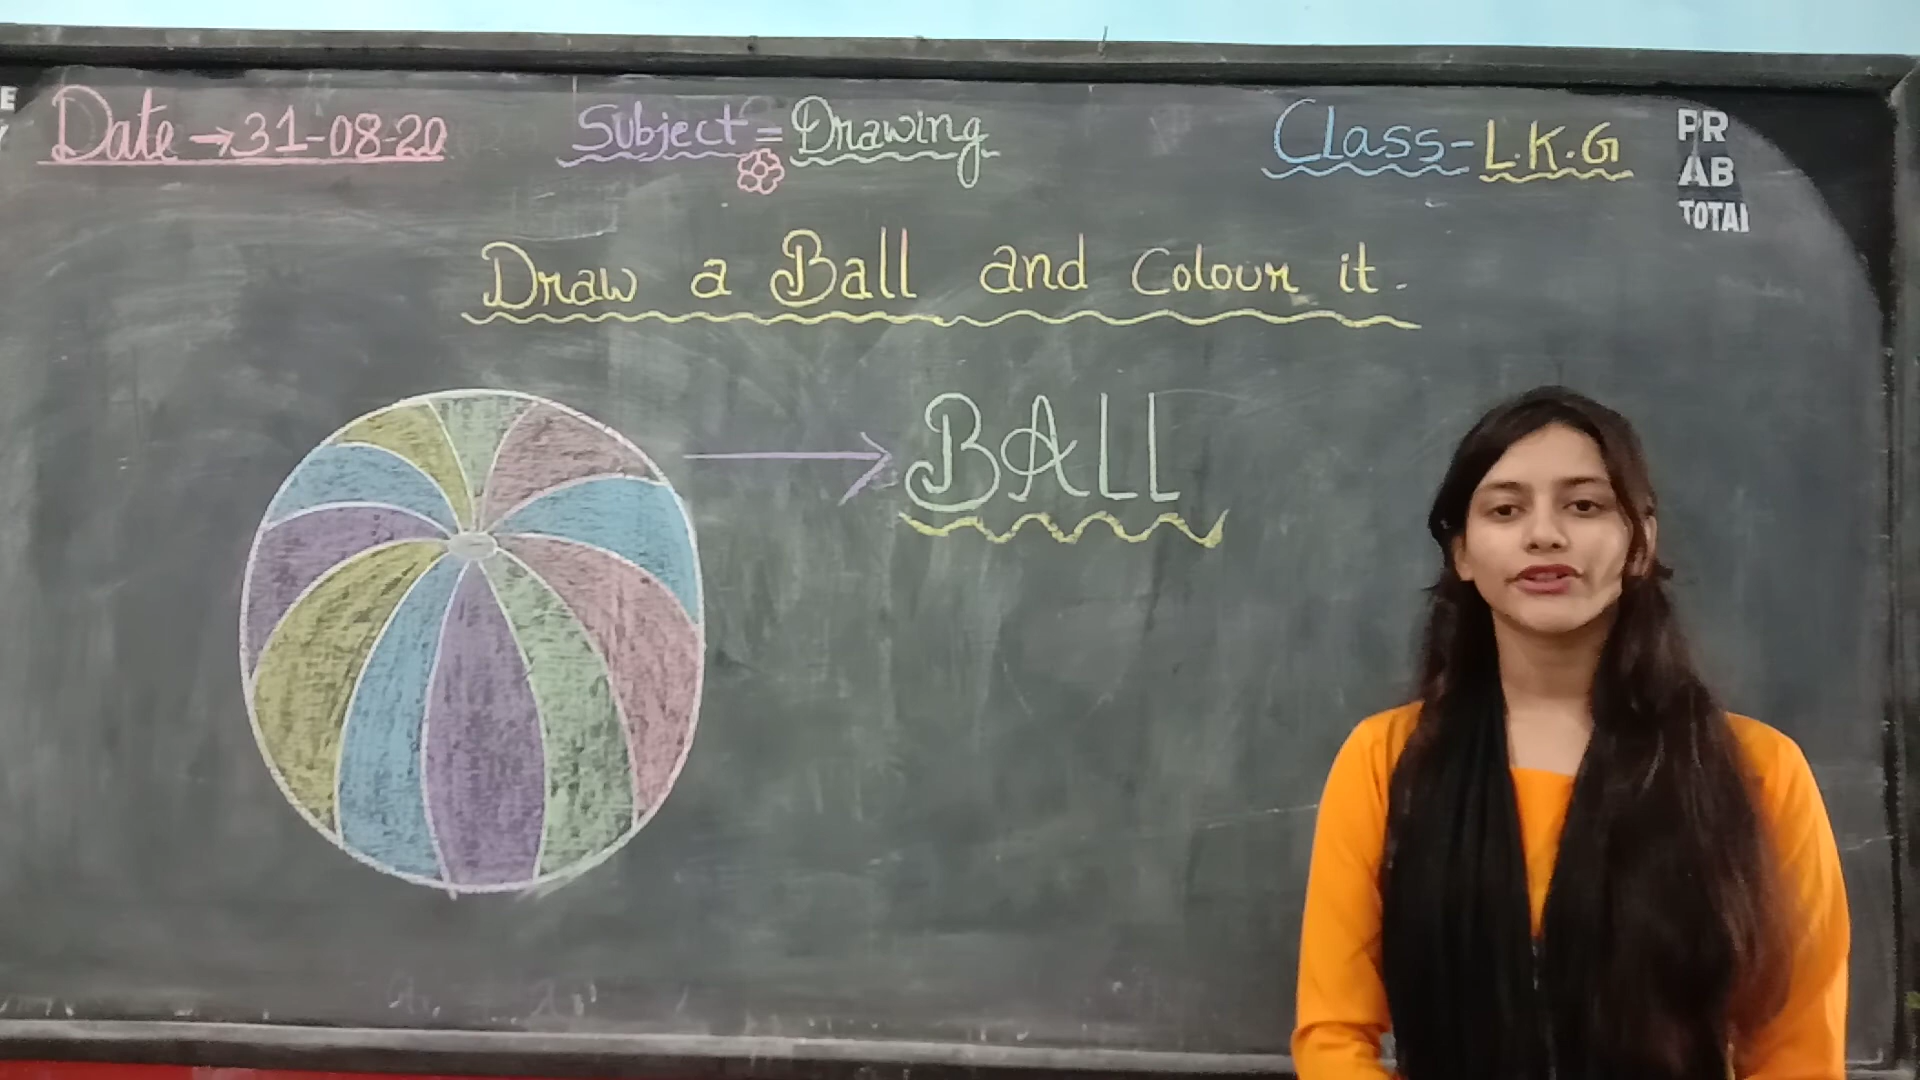 Date → 31-08-20
Subject = Drawing
Class - L.K.G
PR
AB
TOTAl
Draw a Ball and Colour it.
BALL